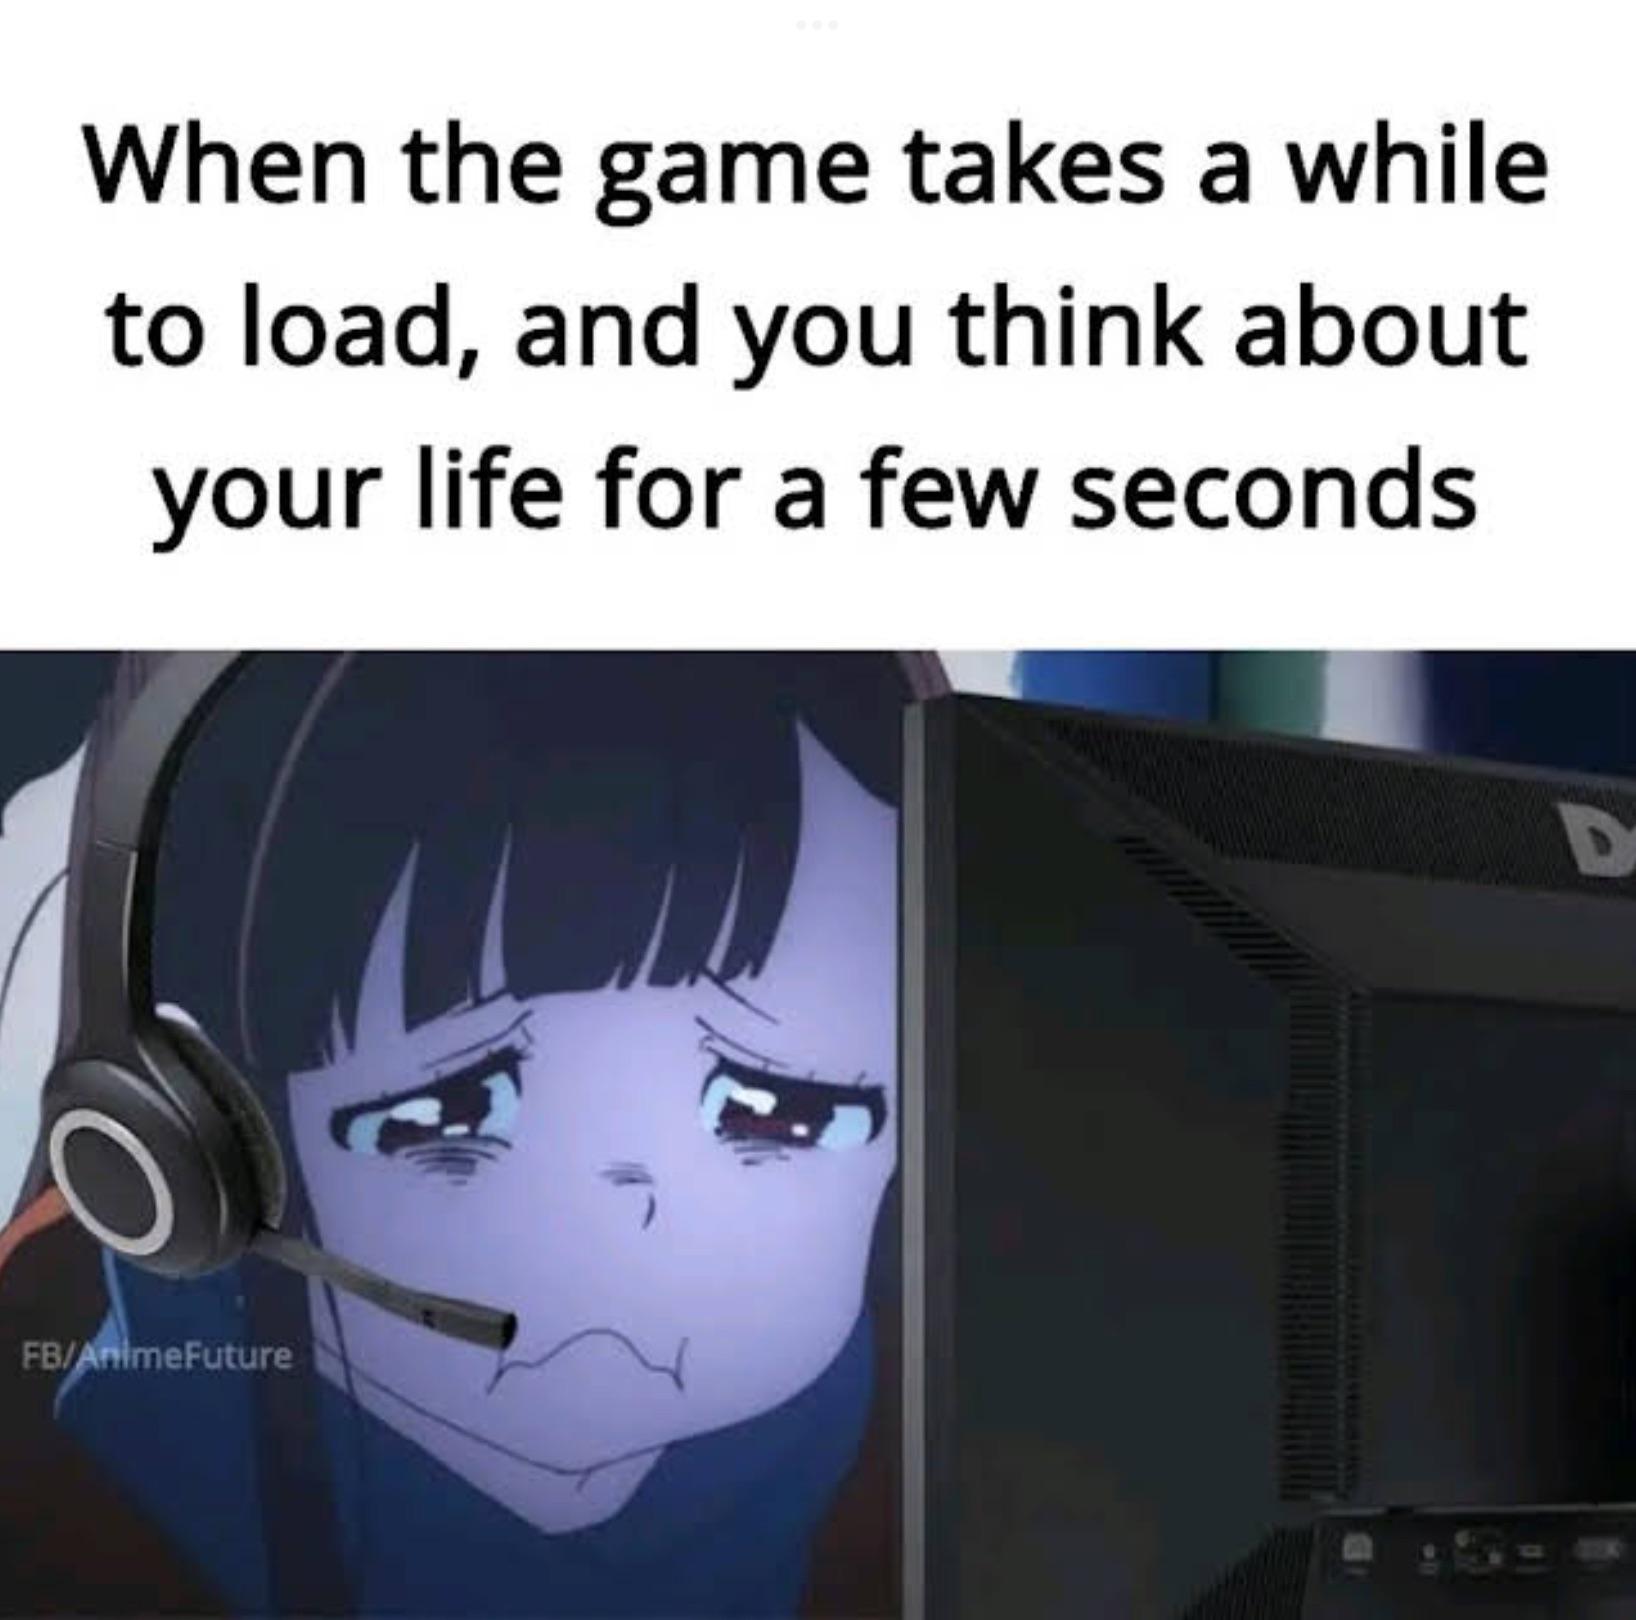 When the game takes a while
to load, and you think about
your life for a few seconds
FB/AnimeFuture